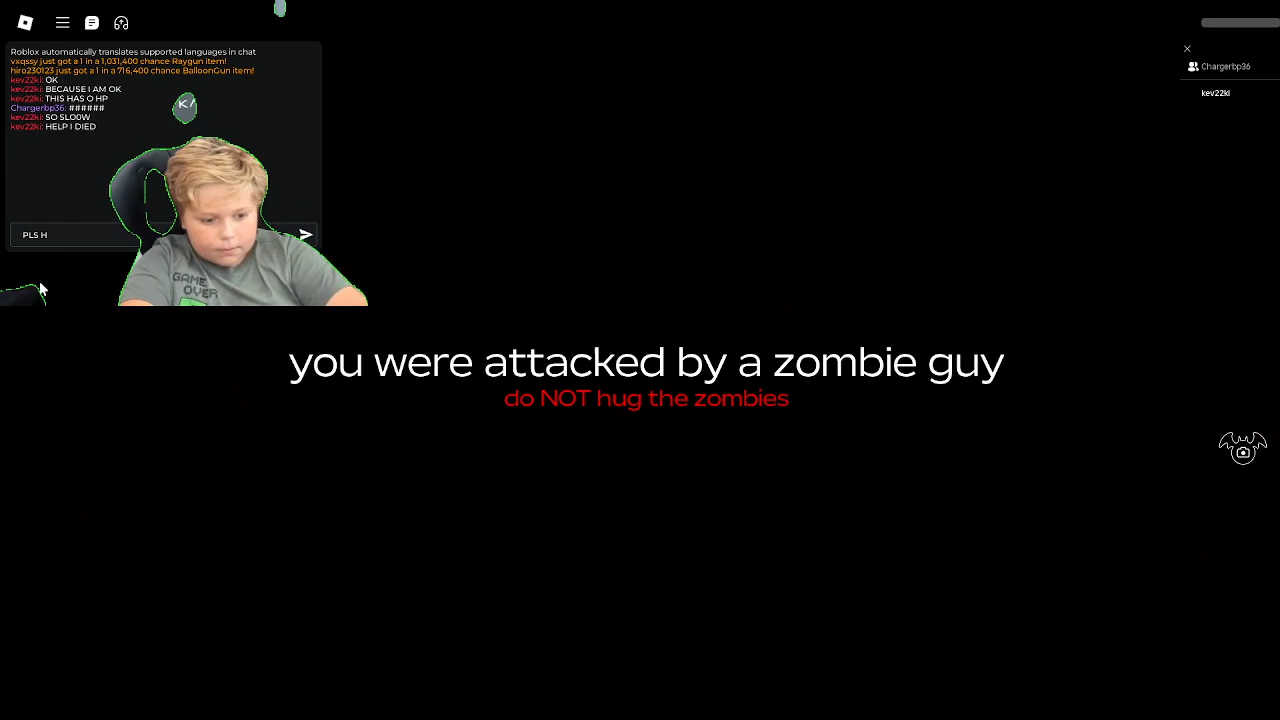 Roblox automatically translates supported languages in chat
vxqssy just got a 1 in a 1,031,400 chance Raygun item!
hiro230123 just got a 1 in a 716,400 chance BalloonGun item!
kev22ki: OK
kev22ki: BECAUSE I AM OK
kev22ki: THIS HAS O HP
Chargerbp36: ######
kev22ki: SO SLO0W
kev22ki: HELP I DIED
PLS H
GAME
OVER
Chargerbp36
kev22ki
you were attacked by a zombie guy
do NOT hug the zombies